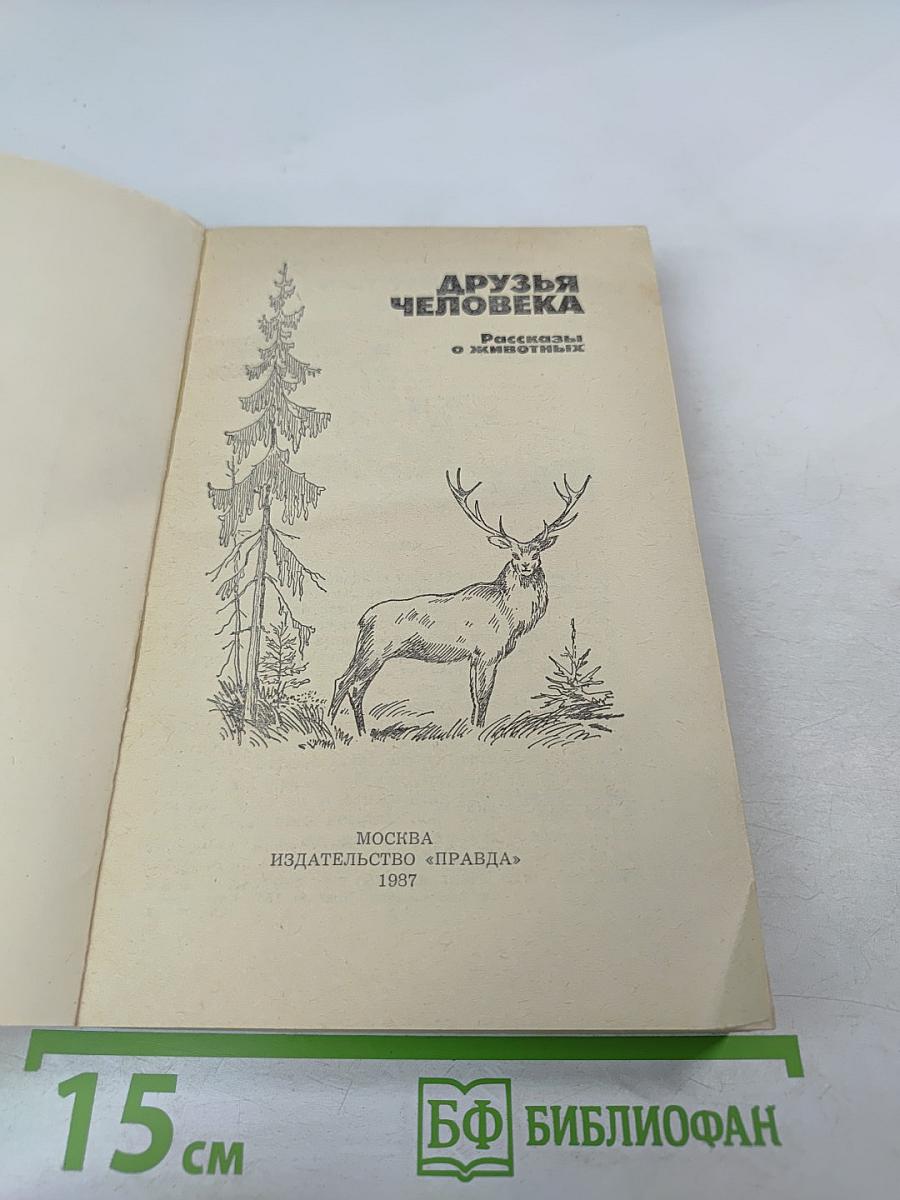 ДРУЗЬЯ
ЧЕЛОВЕКА
Рассказы
о животных
МОСКВА
ИЗДАТЕЛЬСТВО «ПРАВДА»
1987
15 см
БФ БИБЛИОФАН